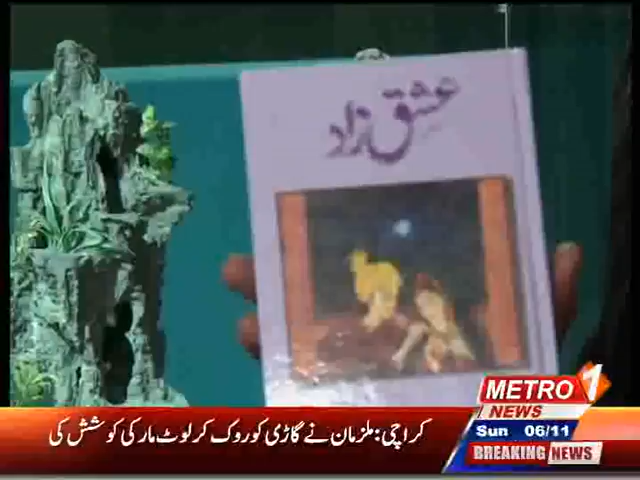 عشق زاد
METRO 1
NEWS
کراچی: ملزمان نے گاڑی کو روک کر لوٹ مار کی کوشش کی
Sun 06/11
BREAKING NEWS